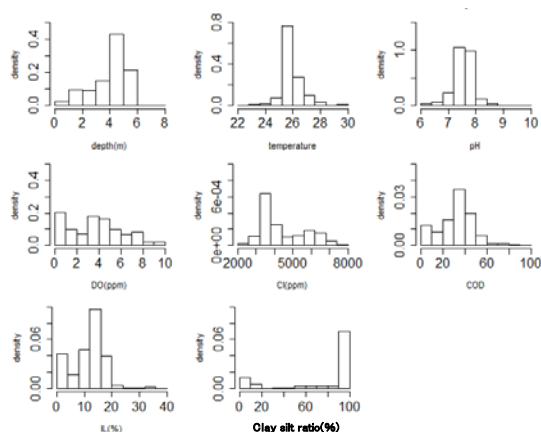 density
0.0 0.2 0.4
0 2 4 6 8
depth(m)
density
0.0 0.4 0.8
22 24 26 28 30
temperature
density
0.0 1.0
6 7 8 9 10
pH
density
0.0 0.2 0.4
0 2 4 6 8 10
DO(ppm)
density
0e+00 6e-04
2000 5000 8000
Cl(ppm)
density
0.00 0.03
0 20 60 100
COD
density
0.00 0.06
0 10 20 30 40
IL(%)
density
0.00 0.06
0 20 60 100
Clay silt ratio(%)